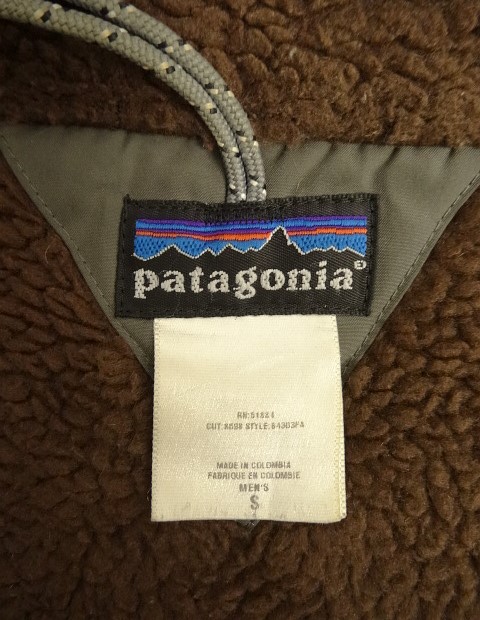 patagonia®
RN:51884
CUT:8698 STYLE:64303FA
MADE IN COLOMBIA
FABRIQUE EN COLOMBIE
MEN'S
S